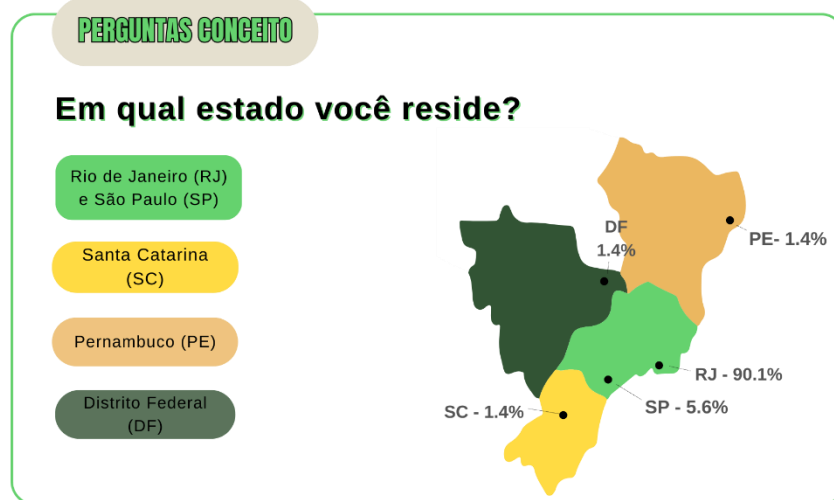 PERGUNTAS CONCEITO
Em qual estado você reside?
Rio de Janeiro (RJ)
e São Paulo (SP)
Santa Catarina
(SC)
Pernambuco (PE)
Distrito Federal
(DF)
DF
1.4%
PE- 1.4%
RJ - 90.1%
SP - 5.6%
SC - 1.4%